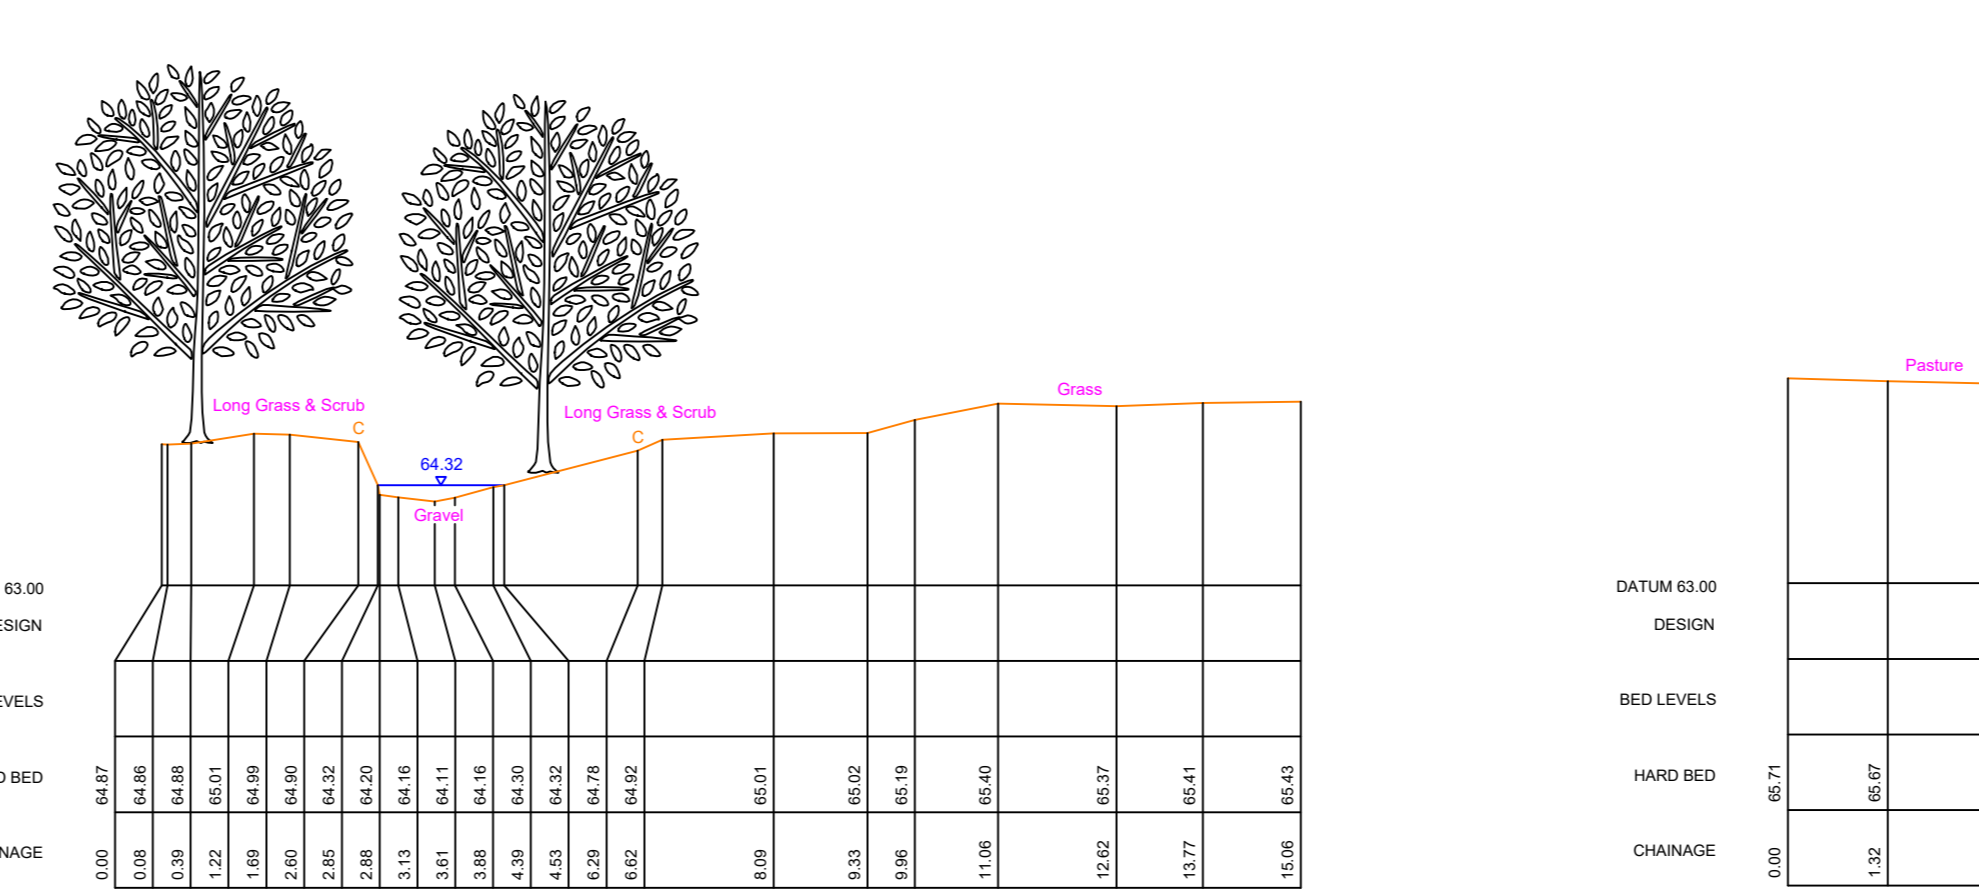 Long Grass & Scrub
C
64.32
Gravel
Long Grass & Scrub
C
Grass
Pasture
63.00
ESIGN
EVELS
D BED
64.87 64.86 64.88 65.01 64.99 64.90 64.32 64.20 64.16 64.11 64.16 64.30 64.32 64.78 64.92 65.01 65.02 65.19 65.40 65.37 65.41 65.43
NAGE
0.00 0.08 0.39 1.22 1.69 2.60 2.85 2.88 3.13 3.61 3.88 4.39 4.53 6.29 6.62 8.09 9.33 9.96 11.06 12.62 13.77 15.06
DATUM 63.00
DESIGN
BED LEVELS
HARD BED
65.71 65.67
CHAINAGE
0.00 1.32